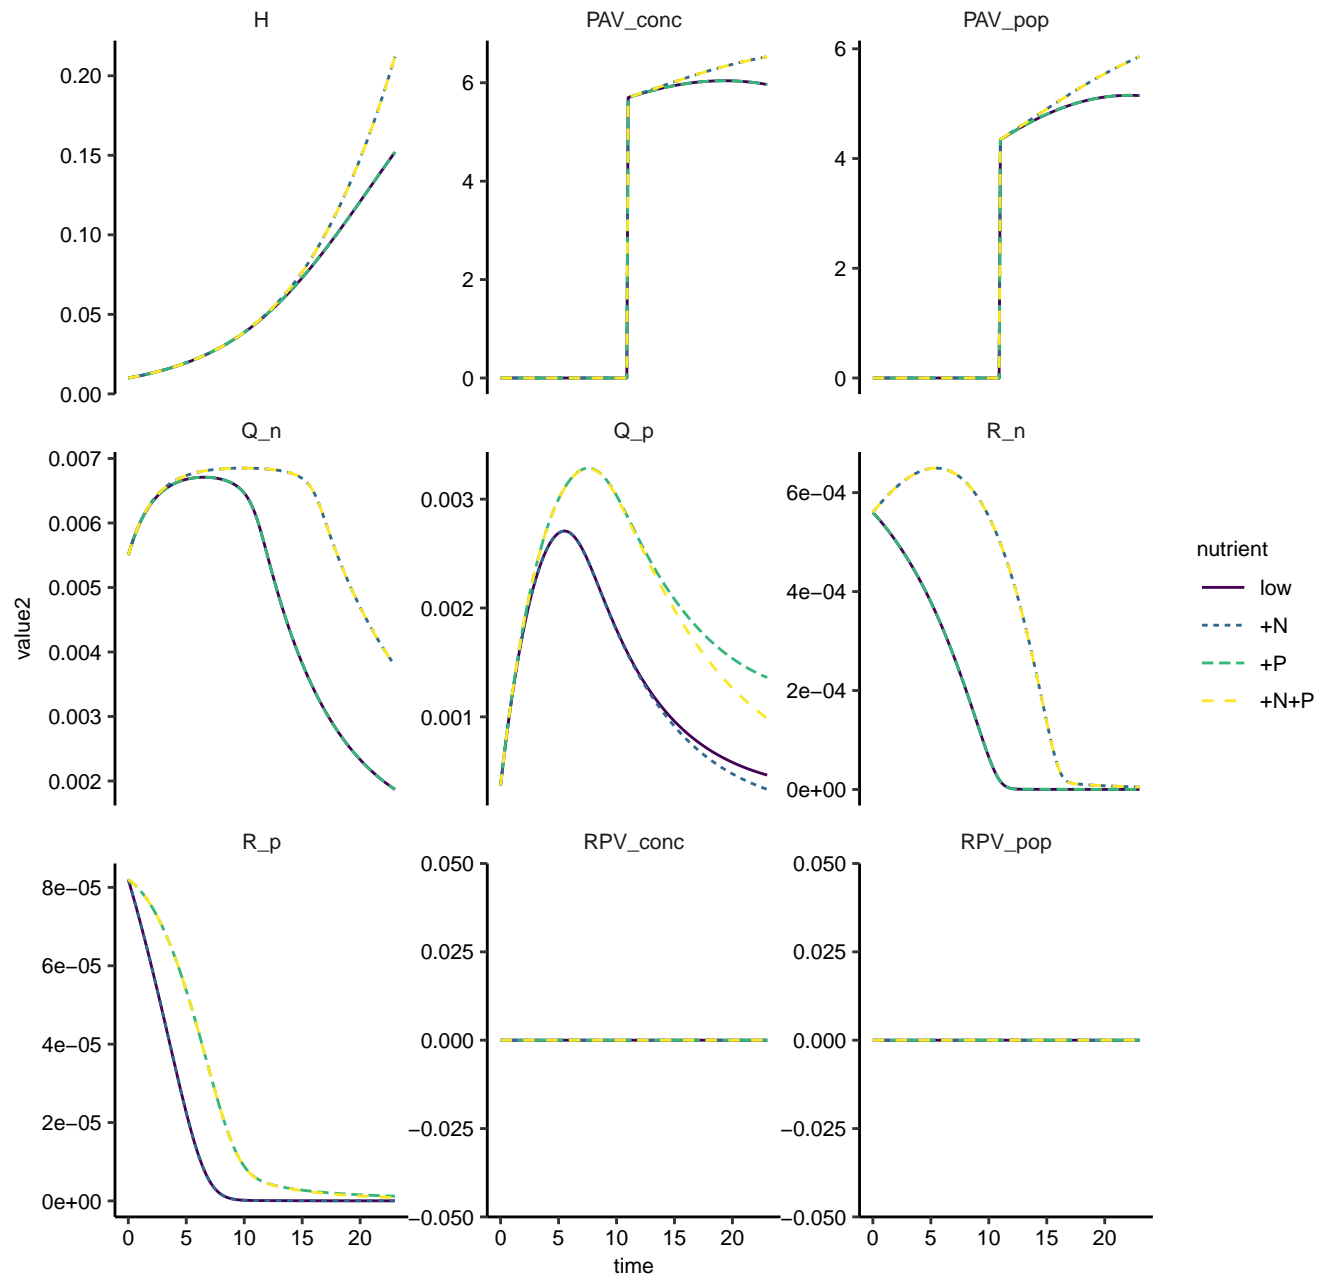 H
PAV_conc
PAV_pop
0.20
0.15
0.10
0.05
0.00
6
4
2
0
6
4
2
0
Q_n
Q_p
R_n
0.007
0.006
0.005
0.004
0.003
0.002
0.003
0.002
0.001
6e−04
4e−04
2e−04
0e+00
value2
nutrient
low
+N
+P
+N+P
R_p
RPV_conc
RPV_pop
8e−05
6e−05
4e−05
2e−05
0e+00
0.050
0.025
0.000
−0.025
−0.050
0.050
0.025
0.000
−0.025
−0.050
0 5 10 15 20
0 5 10 15 20
0 5 10 15 20
time